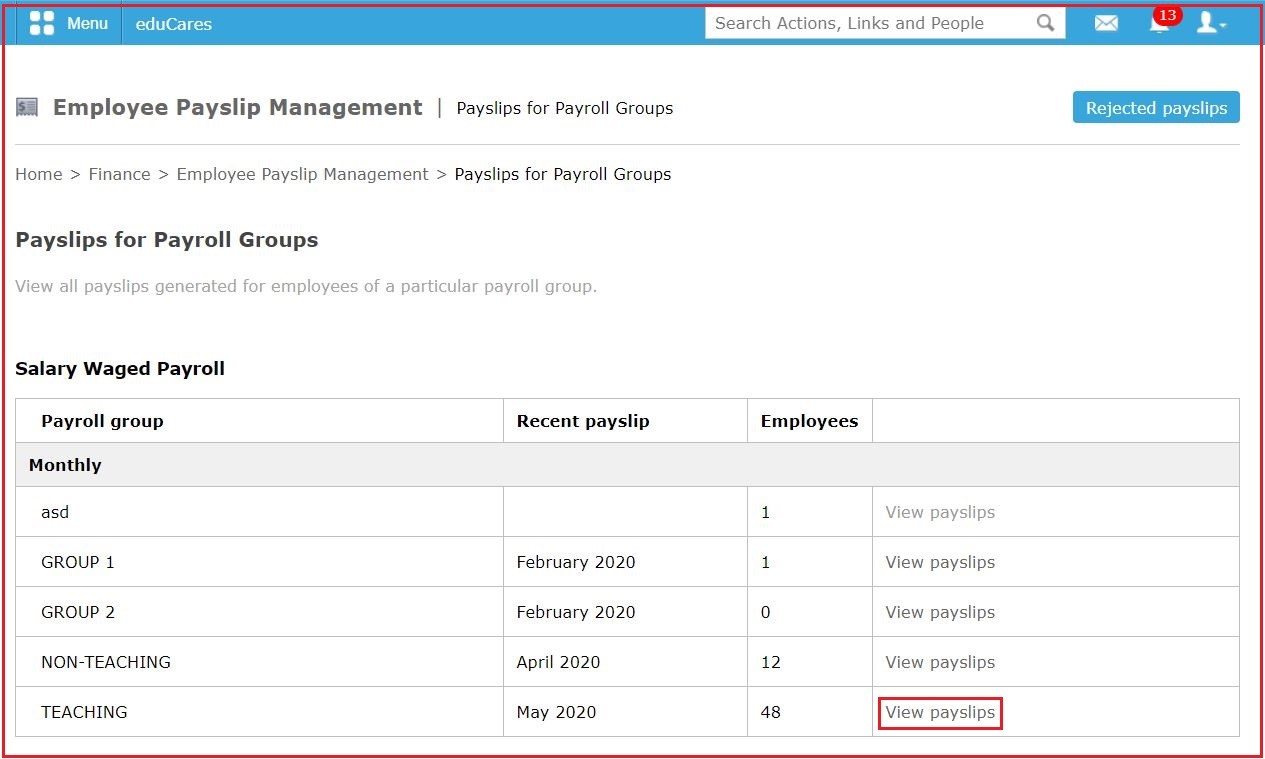 Menu eduCares Search Actions, Links and People 13
Employee Payslip Management | Payslips for Payroll Groups Rejected payslips
Home > Finance > Employee Payslip Management > Payslips for Payroll Groups
Payslips for Payroll Groups
View all payslips generated for employees of a particular payroll group.
Salary Waged Payroll
Payroll group Recent payslip Employees
Monthly
asd 1 View payslips
GROUP 1 February 2020 1 View payslips
GROUP 2 February 2020 0 View payslips
NON-TEACHING April 2020 12 View payslips
TEACHING May 2020 48 View payslips